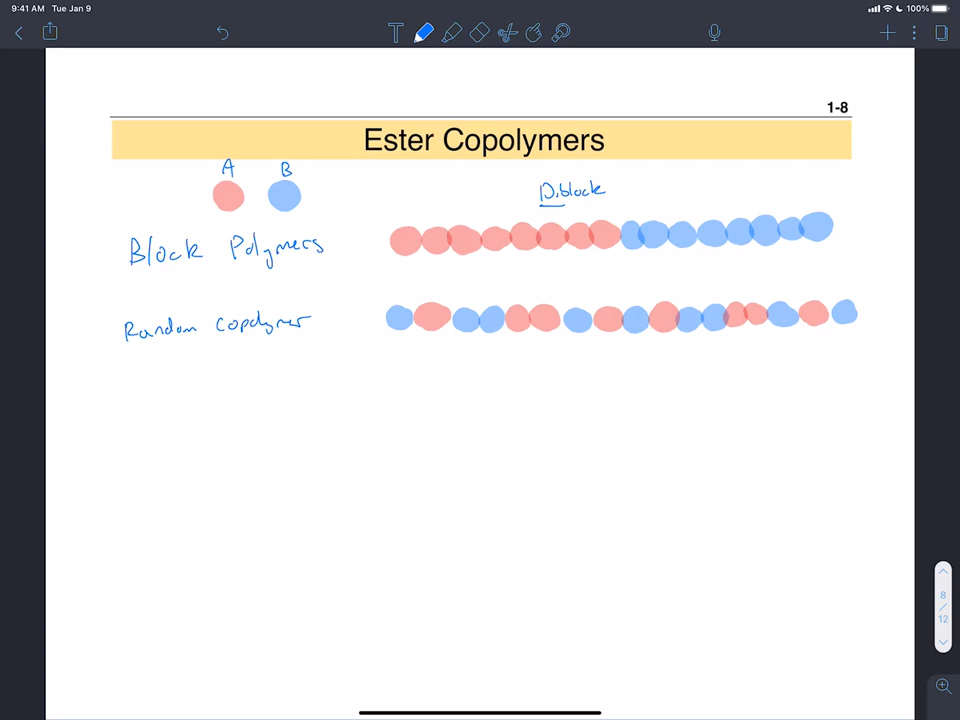 9:41 AM Tue Jan 9
100%
1-8
Ester Copolymers
A B
Diblock
Block Polymers
Random copolymer
8
/
12